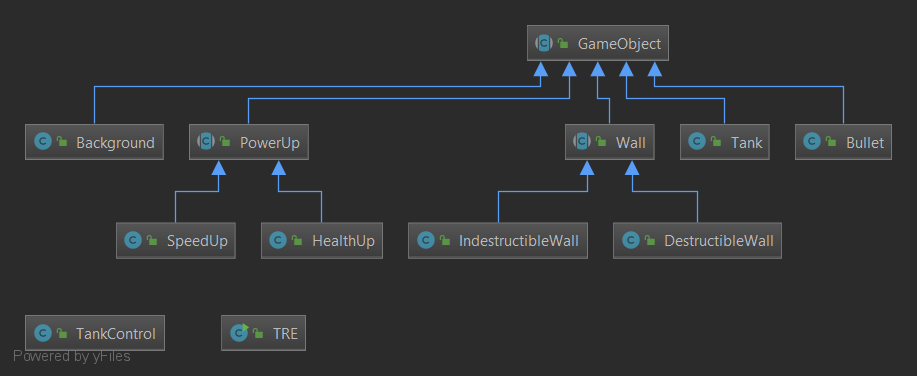 GameObject
Background
PowerUp
Wall
Tank
Bullet
SpeedUp
HealthUp
IndestructibleWall
DestructibleWall
TankControl
TRE
Powered by yFiles